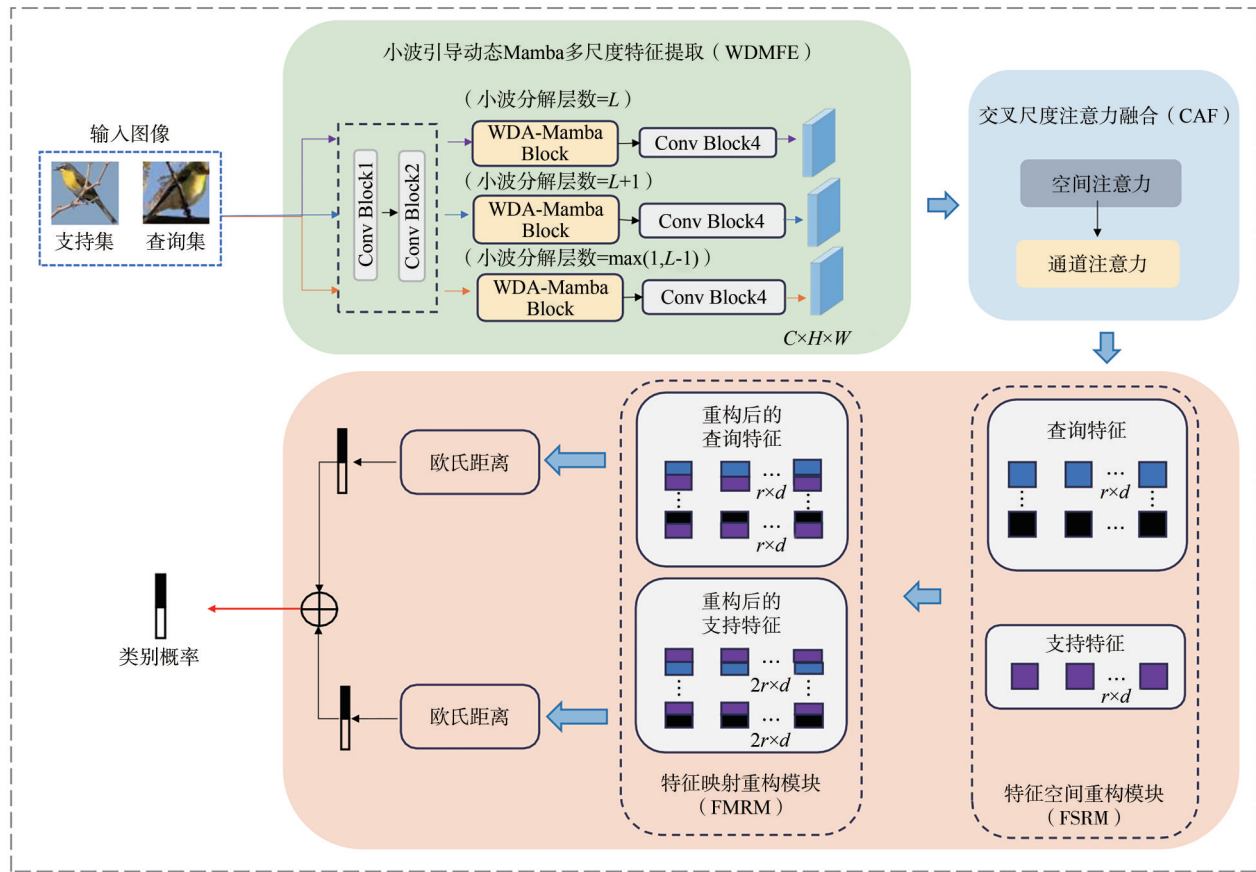 小波引导动态Mamba多尺度特征提取（WDMFE）
输入图像
支持集
查询集
Conv Block1
Conv Block2
（小波分解层数=L）
WDA-Mamba
Block
Conv Block4
（小波分解层数=L+1）
WDA-Mamba
Block
Conv Block4
（小波分解层数=max(1,L-1)）
WDA-Mamba
Block
Conv Block4
C×H×W
交叉尺度注意力融合（CAF）
空间注意力
通道注意力
查询特征
...
r×d
⋮
⋮
...
支持特征
...
r×d
特征空间重构模块
（FSRM）
重构后的
查询特征
...
r×d
⋮
⋮
...
r×d
重构后的
支持特征
...
2r×d
⋮
⋮
...
2r×d
特征映射重构模块
（FMRM）
欧氏距离
欧氏距离
类别概率